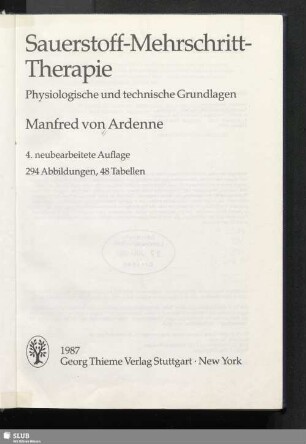 Sauerstoff-Mehrschritt-
Therapie
Physiologische und technische Grundlagen
Manfred von Ardenne
4. neubearbeitete Auflage
294 Abbildungen, 48 Tabellen
1987
Georg Thieme Verlag Stuttgart · New York
SLUB